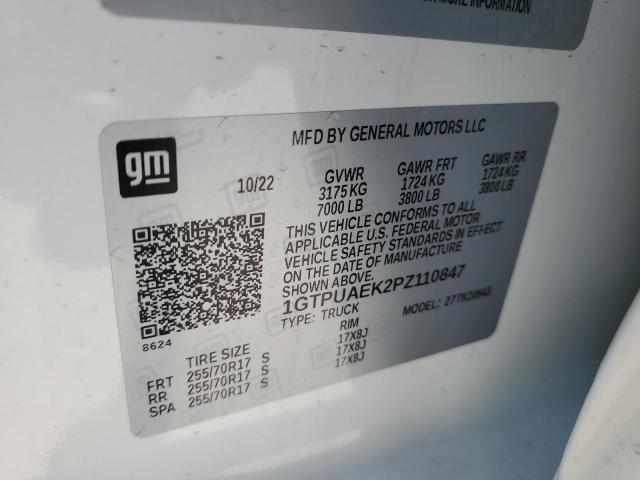 MORE INFORMATION
gm
MFD BY GENERAL MOTORS LLC
10/22
GVWR GAWR FRT GAWR RR
3175 KG 1724 KG 1724 KG
7000 LB 3800 LB 3800 LB
THIS VEHICLE CONFORMS TO ALL
APPLICABLE U.S. FEDERAL MOTOR
VEHICLE SAFETY STANDARDS IN EFFECT
ON THE DATE OF MANUFACTURE
1GTPUAEK2PZ110847
TYPE: TRUCK MODEL: 27TK10543
8624
TIRE SIZE RIM
FRT 255/70R17 S 17X8J
RR 255/70R17 S 17X8J
SPA 255/70R17 S 17X8J